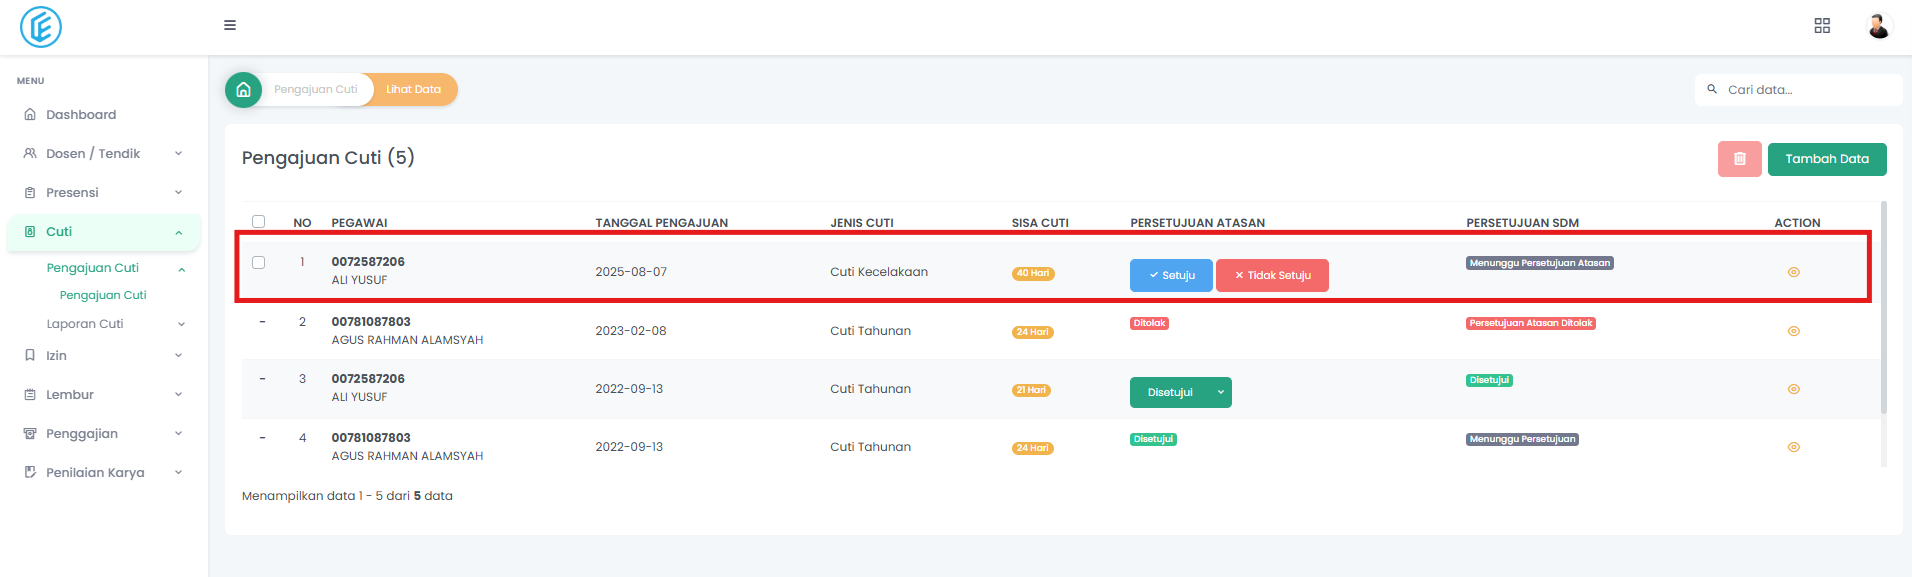 MENU
Dashboard
Dosen / Tendik
Presensi
Cuti
Pengajuan Cuti
Pengajuan Cuti
Laporan Cuti
Izin
Lembur
Penggajian
Penilaian Karya
Pengajuan Cuti Lihat Data
Cari data...
Pengajuan Cuti (5)
Tambah Data
NO PEGAWAI TANGGAL PENGAJUAN JENIS CUTI SISA CUTI PERSETUJUAN ATASAN PERSETUJUAN SDM ACTION
1 0072587206 2025-08-07 Cuti Kecelakaan 40 Hari Setuju Tidak Setuju Menunggu Persetujuan Atasan
ALI YUSUF
- 2 00781087803 2023-02-08 Cuti Tahunan 24 Hari Ditolak Persetujuan Atasan Ditolak
AGUS RAHMAN ALAMSYAH
- 3 0072587206 2022-09-13 Cuti Tahunan 21 Hari Disetujui Disetujui
ALI YUSUF
- 4 00781087803 2022-09-13 Cuti Tahunan 24 Hari Disetujui Menunggu Persetujuan
AGUS RAHMAN ALAMSYAH
Menampilkan data 1 - 5 dari 5 data